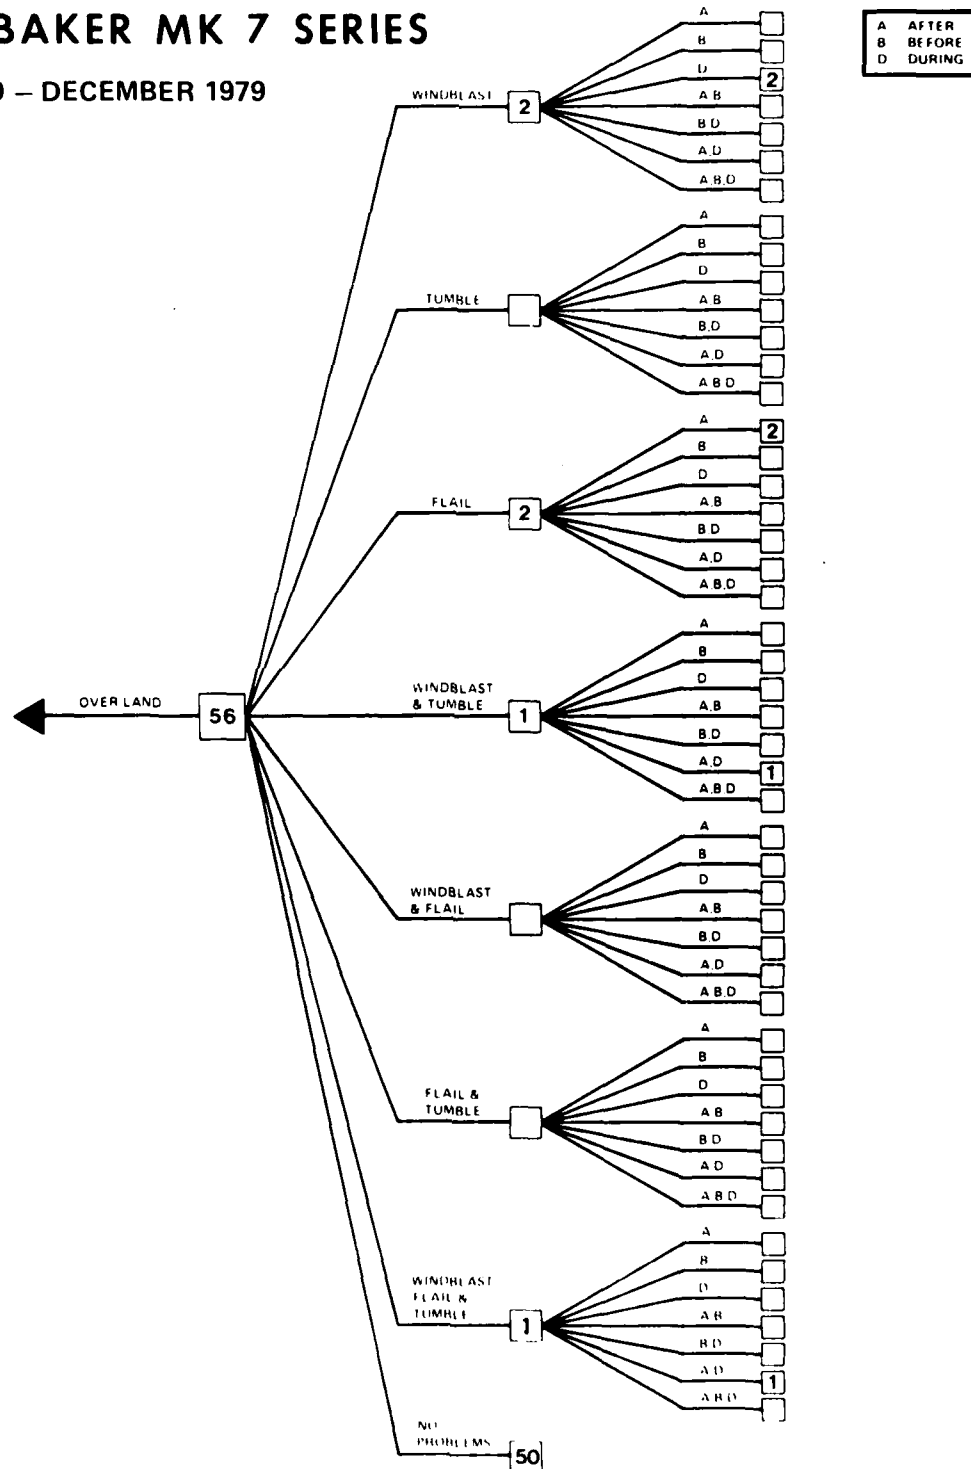 BAKER MK 7 SERIES
– DECEMBER 1979
A AFTER
B BEFORE
D DURING
WINDBLAST
2
A
B
D
2
A B
B D
A,D
A,B,D
TUMBLE
A
B
D
A,B
B,D
A,D
A B D
FLAIL
2
A
2
B
D
A,B
B D
A,D
A,B,D
OVER LAND
56
WINDBLAST
& TUMBLE
1
A
B
D
A,B
B,D
A,D
1
A,B D
WINDBLAST
& FLAIL
A
B
D
A,B
B,D
A,D
A B,D
FLAIL &
TUMBLE
A
B
D
A B
B D
A D
A B D
WINDBLAST
FLAIL &
TUMBLE
1
A
B
D
A B
B D
A D
1
A B D
NO
PROBLEMS
50